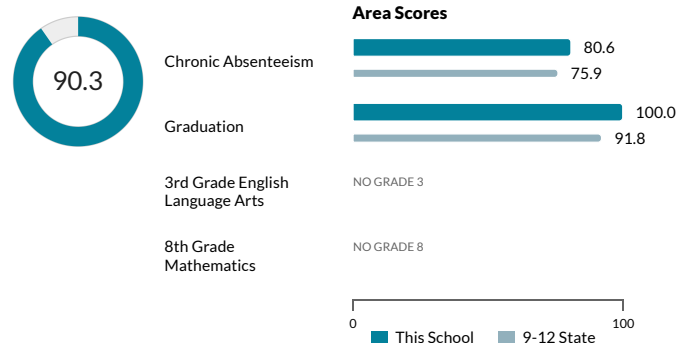 Area Scores
90.3
Chronic Absenteeism
80.6
75.9
Graduation
100.0
91.8
3rd Grade English
Language Arts
NO GRADE 3
8th Grade
Mathematics
NO GRADE 8
0
100
This School
9-12 State